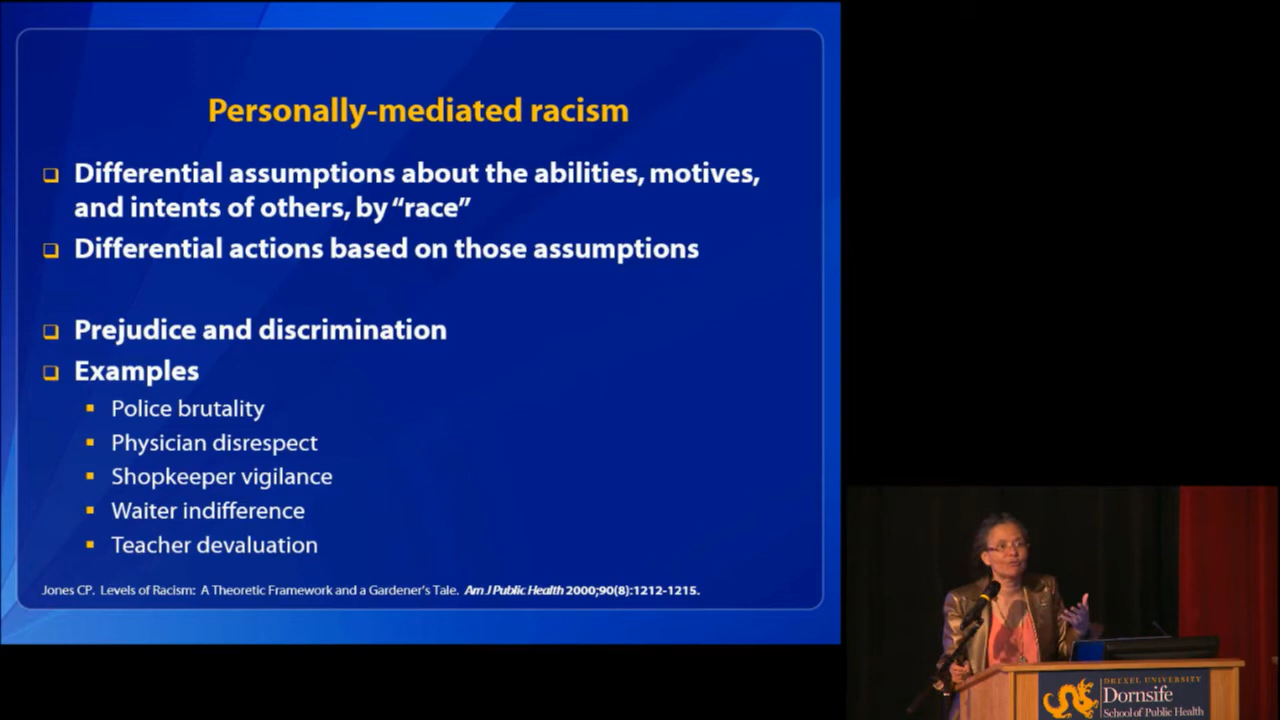 Personally-mediated racism
❑ Differential assumptions about the abilities, motives,
and intents of others, by “race”
❑ Differential actions based on those assumptions
❑ Prejudice and discrimination
❑ Examples
▪ Police brutality
▪ Physician disrespect
▪ Shopkeeper vigilance
▪ Waiter indifference
▪ Teacher devaluation
Jones CP. Levels of Racism: A Theoretic Framework and a Gardener’s Tale. Am J Public Health 2000;90(8):1212-1215.
DREXEL UNIVERSITY
Dornsife
School of Public Health